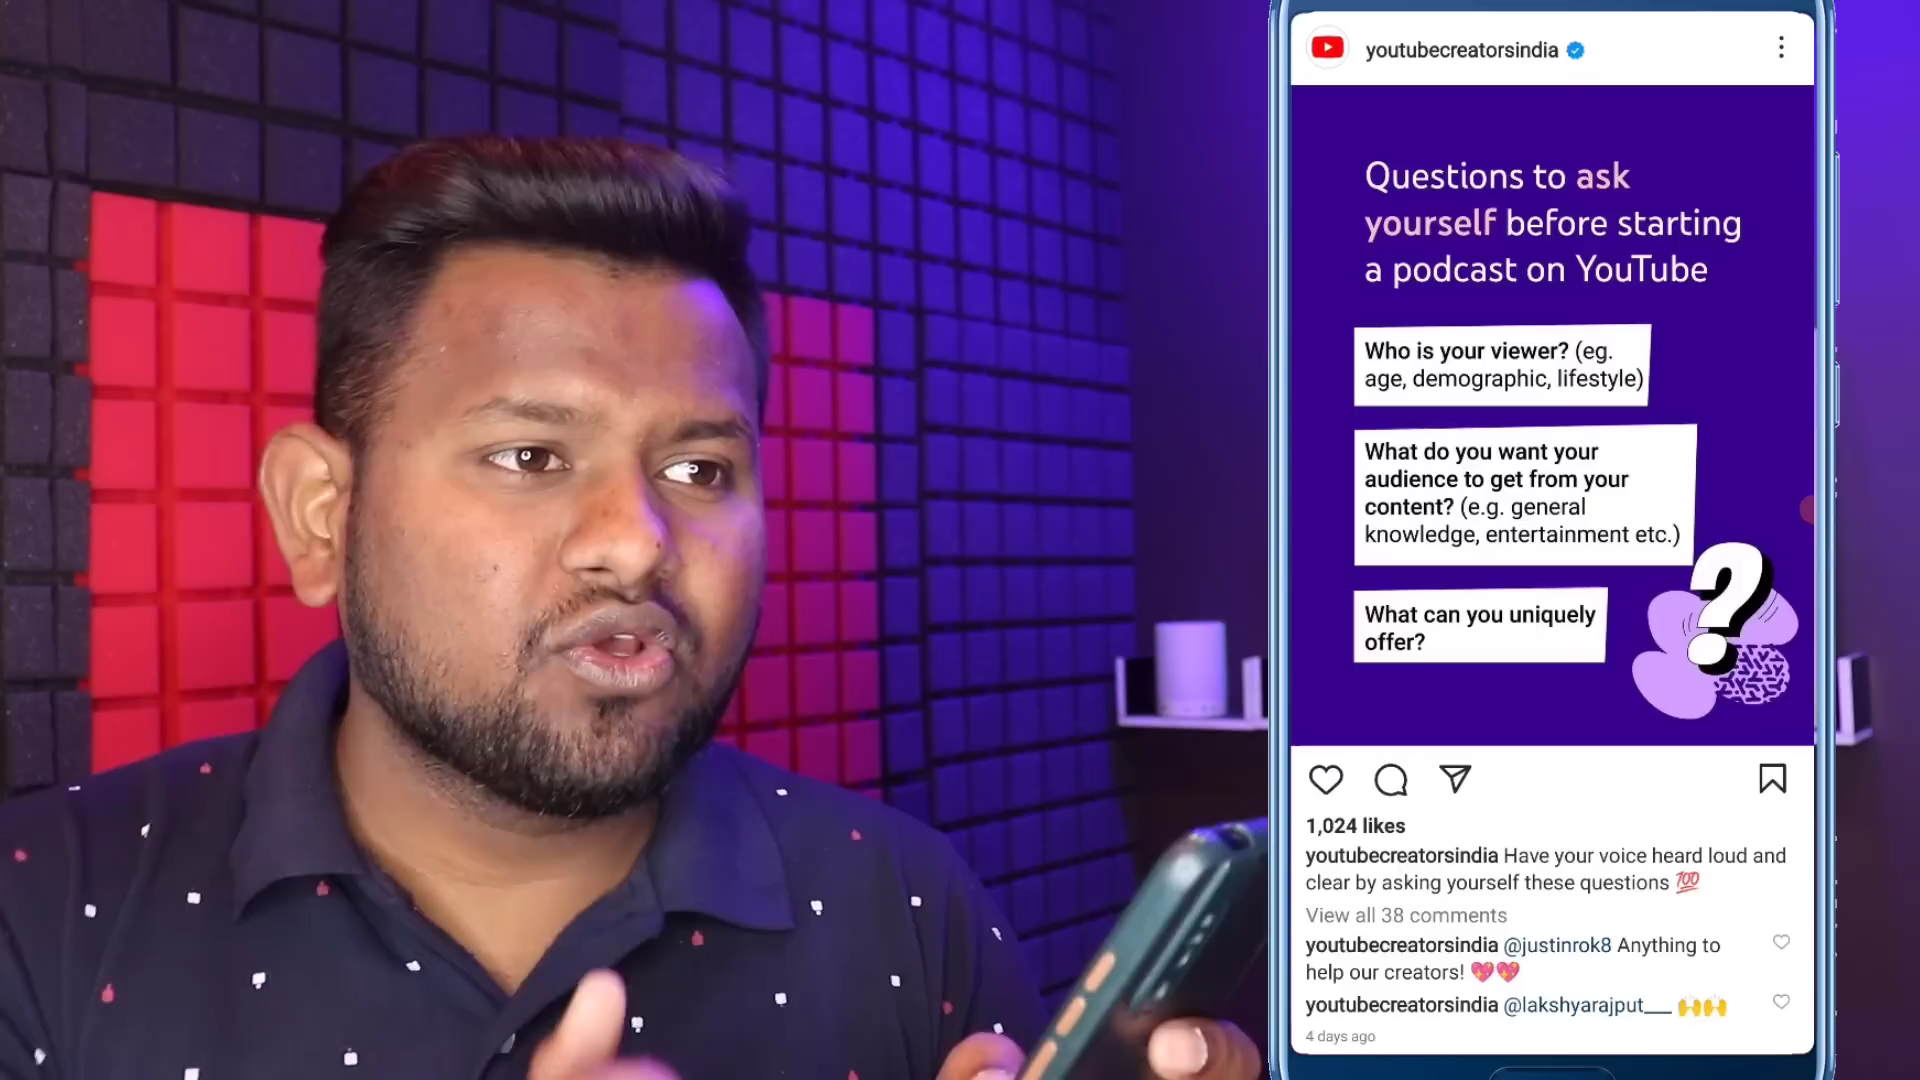 youtubecreatorsindia
Questions to ask
yourself before starting
a podcast on YouTube
Who is your viewer? (eg.
age, demographic, lifestyle)
What do you want your
audience to get from your
content? (e.g. general
knowledge, entertainment etc.)
?
What can you uniquely
offer?
1,024 likes
youtubecreatorsindia Have your voice heard loud and
clear by asking yourself these questions 💯
View all 38 comments
youtubecreatorsindia @justinrok8 Anything to
help our creators! 💖💖
youtubecreatorsindia @lakshyarajput___ 🙌🙌
4 days ago